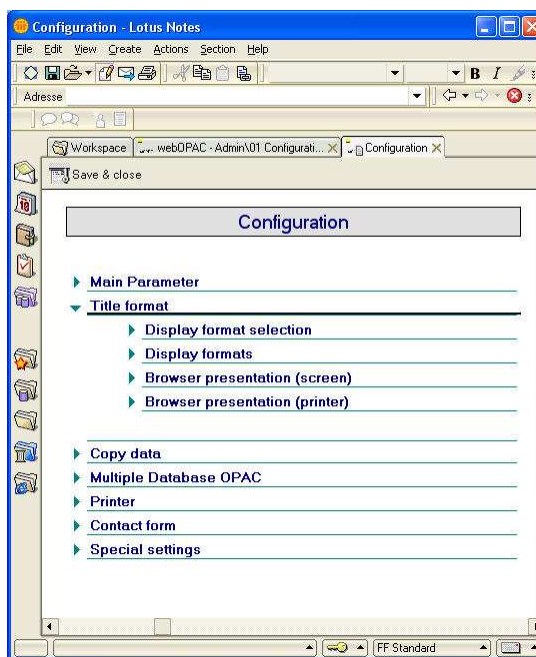 Configuration - Lotus Notes
File Edit View Create Actions Section Help
B I
Adresse
Workspace webOPAC - Admin\01 Configurati... Configuration
Save & close
Configuration
Main Parameter
Title format
Display format selection
Display formats
Browser presentation (screen)
Browser presentation (printer)
Copy data
Multiple Database OPAC
Printer
Contact form
Special settings
FF Standard